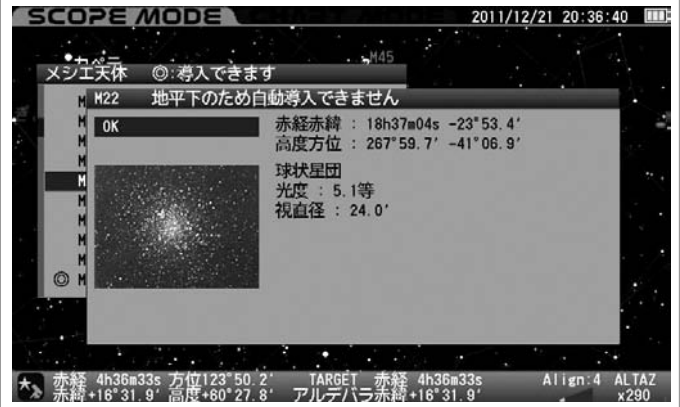 SCOPE MODE
2011/12/21 20:36:40
カペラ
M45
メシエ天体 ◎:導入できます
M22 地平下のため自動導入できません
OK
赤経赤緯 : 18h37m04s -23°53.4′
高度方位 : 267°59.7′ -41°06.9′
球状星団
光度 : 5.1等
視直径 : 24.0′
M
M
M
M
M
M
M
M
M
◎ M
赤経 4h36m33s 方位123°50.2′ TARGET 赤経 4h36m33s Align:4 ALTAZ
赤緯+16°31.9′ 高度+60°27.8′ アルデバラ赤緯+16°31.9′ x290